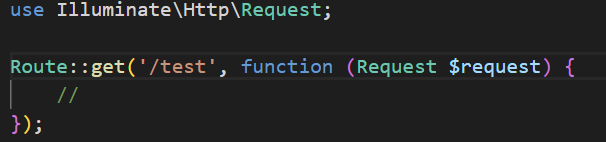 use Illuminate\Http\Request;
Route::get('/test', function (Request $request) {
    //
});